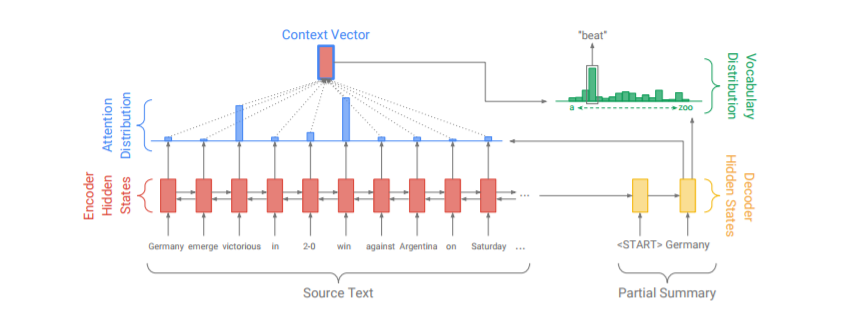 Context Vector
"beat"
Attention
Distribution
a
zoo
Vocabulary
Distribution
Encoder
Hidden
States
...
Decoder
Hidden States
Germany emerge victorious in 2-0 win against Argentina on Saturday ...
<START> Germany
Source Text
Partial Summary